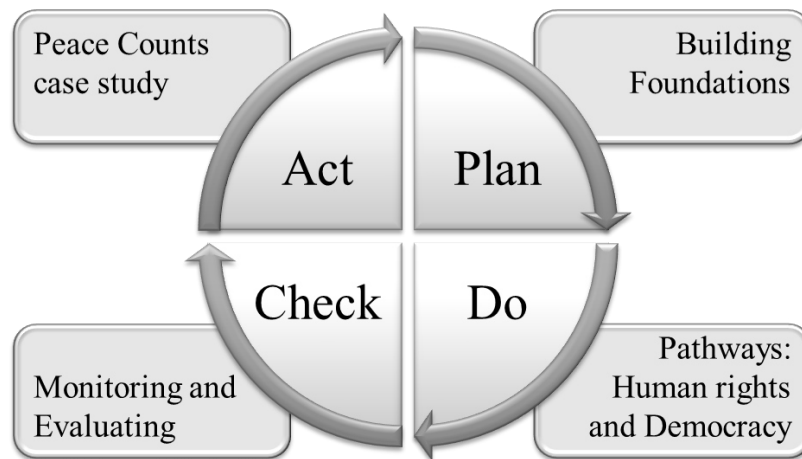 Peace Counts
case study
Building
Foundations
Act
Plan
Check
Do
Monitoring and
Evaluating
Pathways:
Human rights
and Democracy